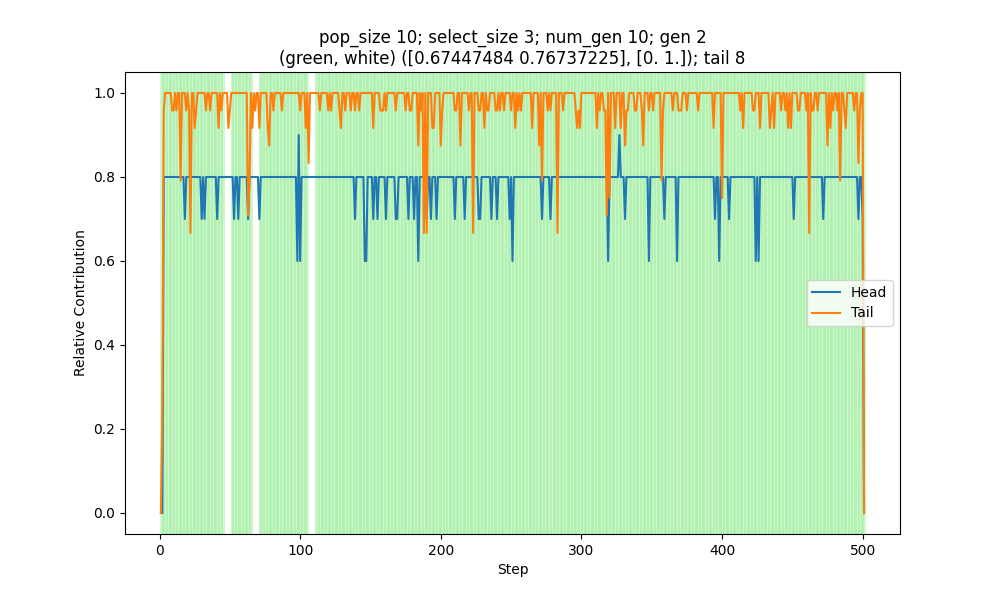 pop_size 10; select_size 3; num_gen 10; gen 2
(green, white) ([0.67447484 0.76737225], [0. 1.]); tail 8
1.0
0.8
0.6
0.4
0.2
0.0
Relative Contribution
Head
Tail
0 100 200 300 400 500
Step